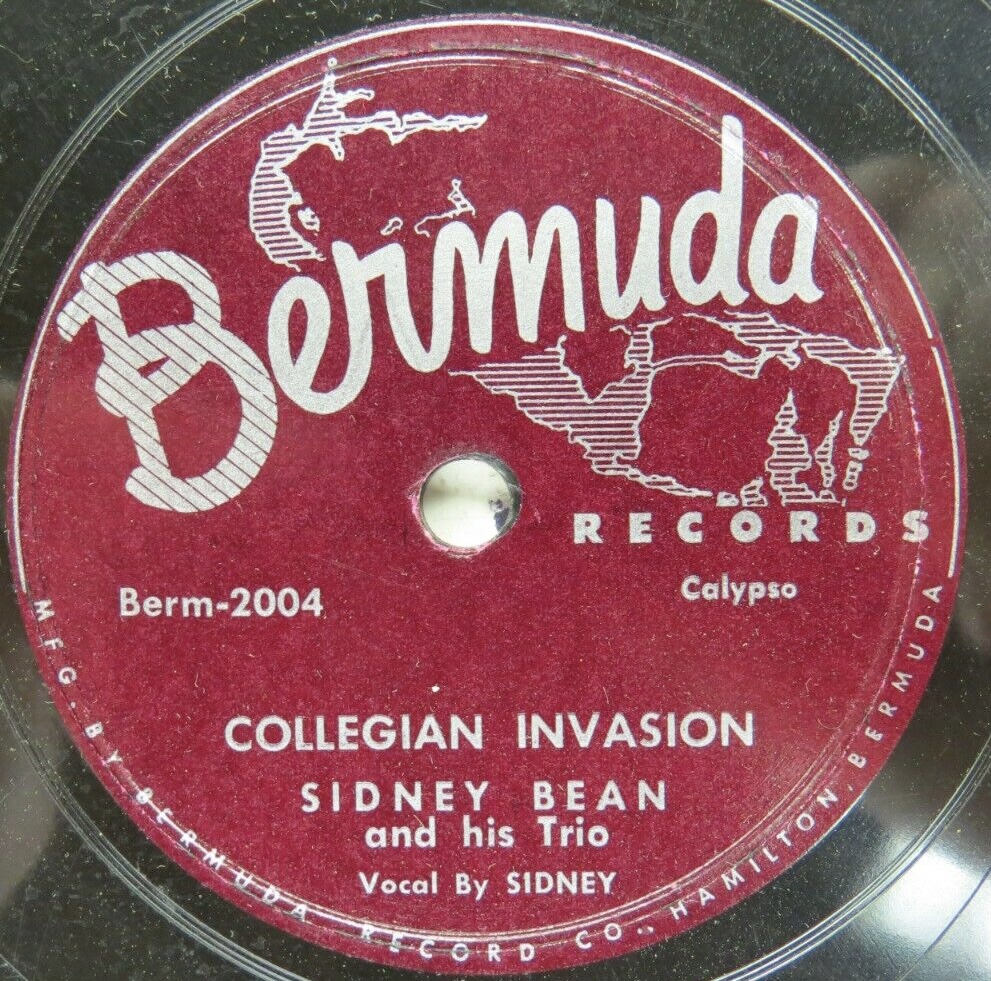 Bermuda
RECORDS
Berm-2004
Calypso
COLLEGIAN INVASION
SIDNEY BEAN
and his Trio
Vocal By SIDNEY
MFG. BY BERMUDA RECORD CO., HAMILTON, BERMUDA